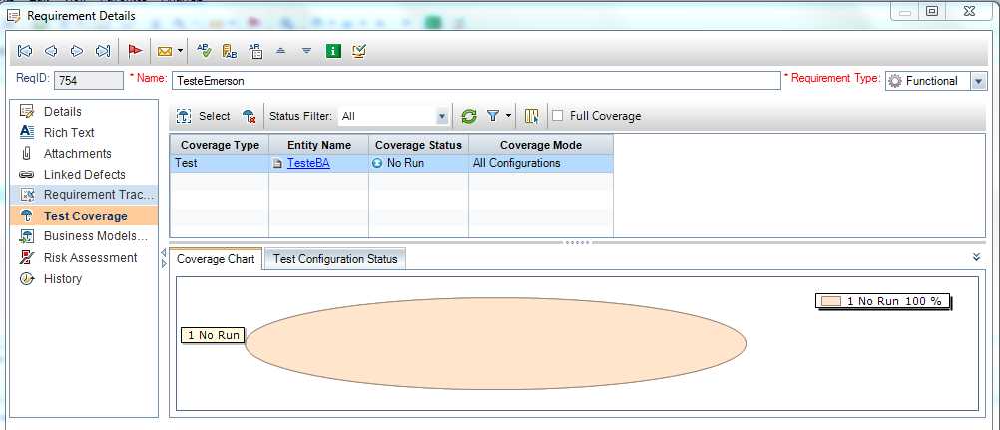 Requirement Details
ReqID: 754 * Name: TesteEmerson * Requirement Type: Functional
Details
Rich Text
Attachments
Linked Defects
Requirement Trac...
Test Coverage
Business Models...
Risk Assessment
History
Select Status Filter: All Full Coverage
Coverage Type Entity Name Coverage Status Coverage Mode
Test TesteBA No Run All Configurations
Coverage Chart Test Configuration Status
1 No Run 100 %
1 No Run